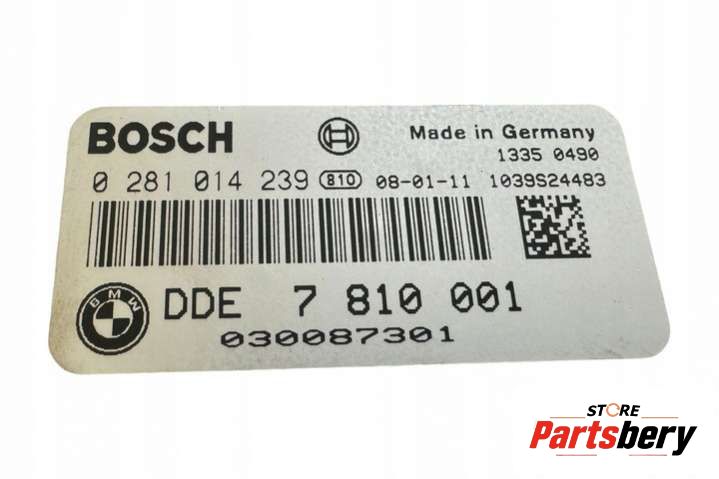 BOSCH Made in Germany
1335 0490
0 281 014 239 810 08-01-11 1039S24483
BMW DDE 7 810 001
030087301
STORE
Partsbery